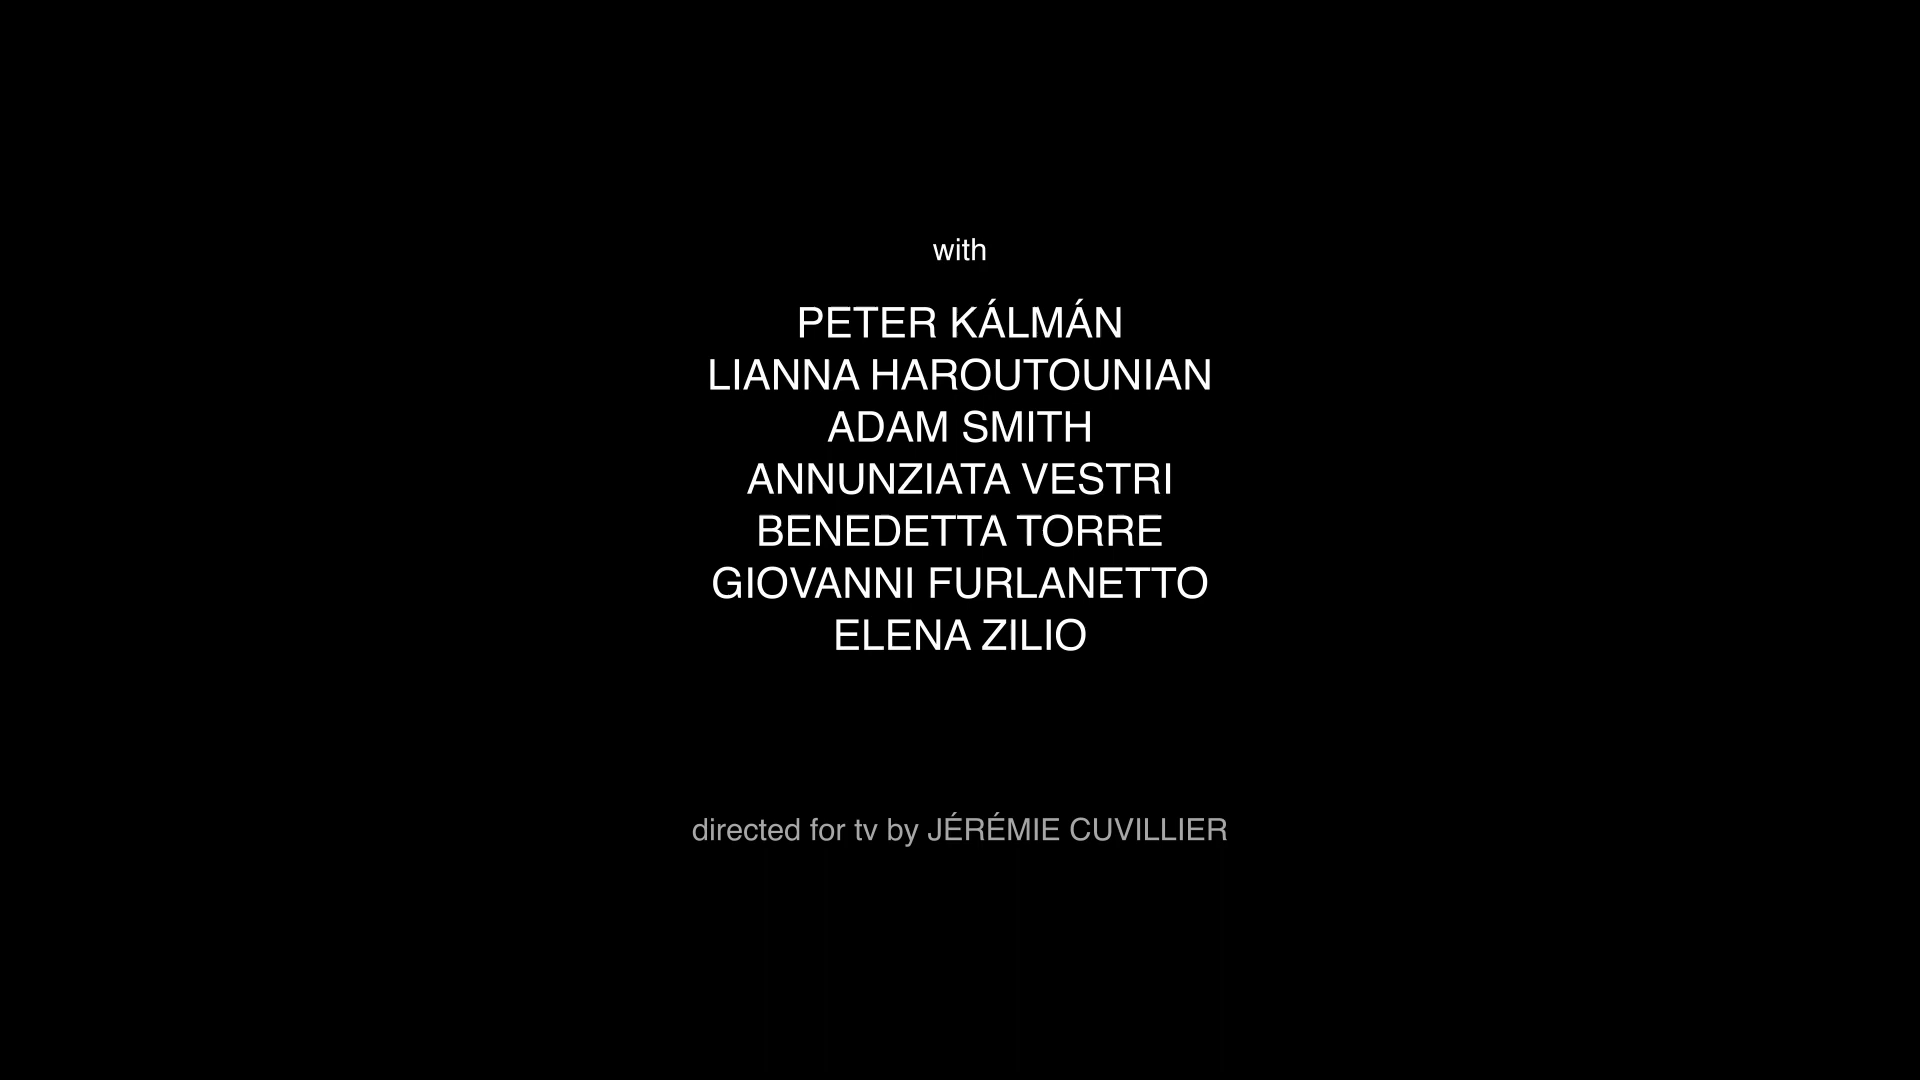 with
PETER KÁLMÁN
LIANNA HAROUTOUNIAN
ADAM SMITH
ANNUNZIATA VESTRI
BENEDETTA TORRE
GIOVANNI FURLANETTO
ELENA ZILIO
directed for tv by JÉRÉMIE CUVILLIER